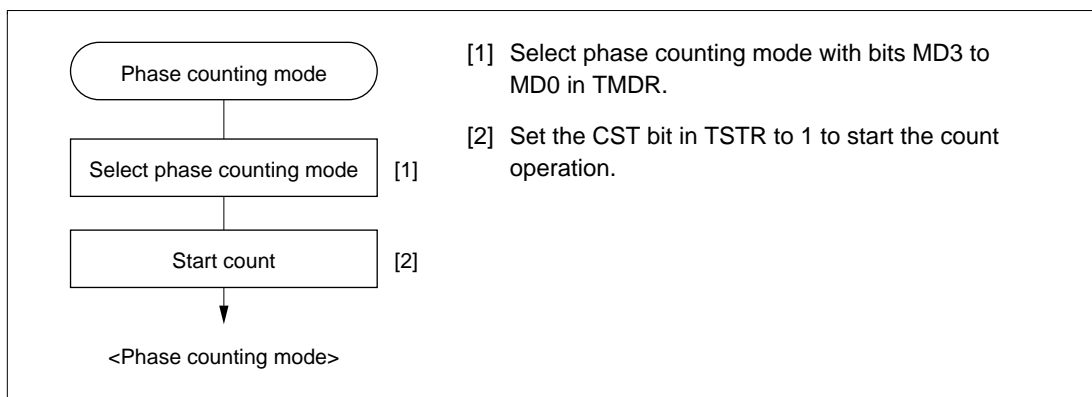 Phase counting mode
Select phase counting mode [1]
Start count [2]
<Phase counting mode>
[1] Select phase counting mode with bits MD3 to
MD0 in TMDR.
[2] Set the CST bit in TSTR to 1 to start the count
operation.